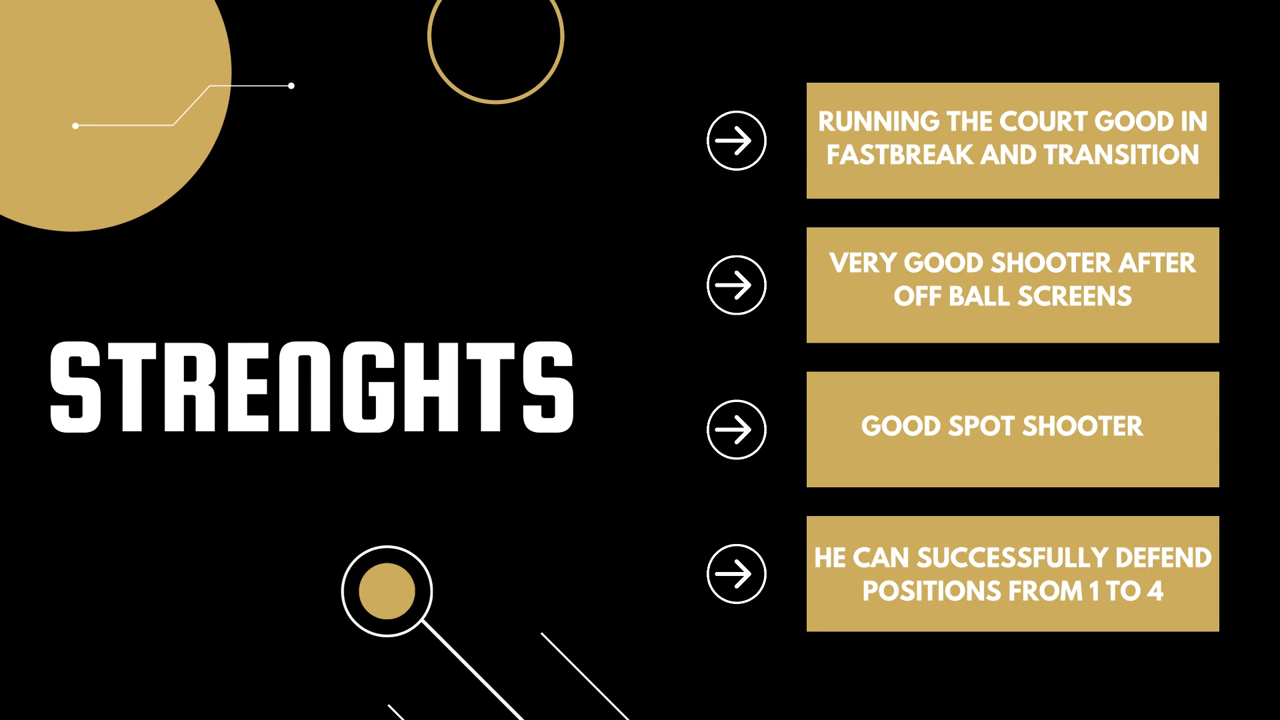 STRENGHTS
RUNNING THE COURT GOOD IN
FASTBREAK AND TRANSITION
VERY GOOD SHOOTER AFTER
OFF BALL SCREENS
GOOD SPOT SHOOTER
HE CAN SUCCESSFULLY DEFEND
POSITIONS FROM 1 TO 4